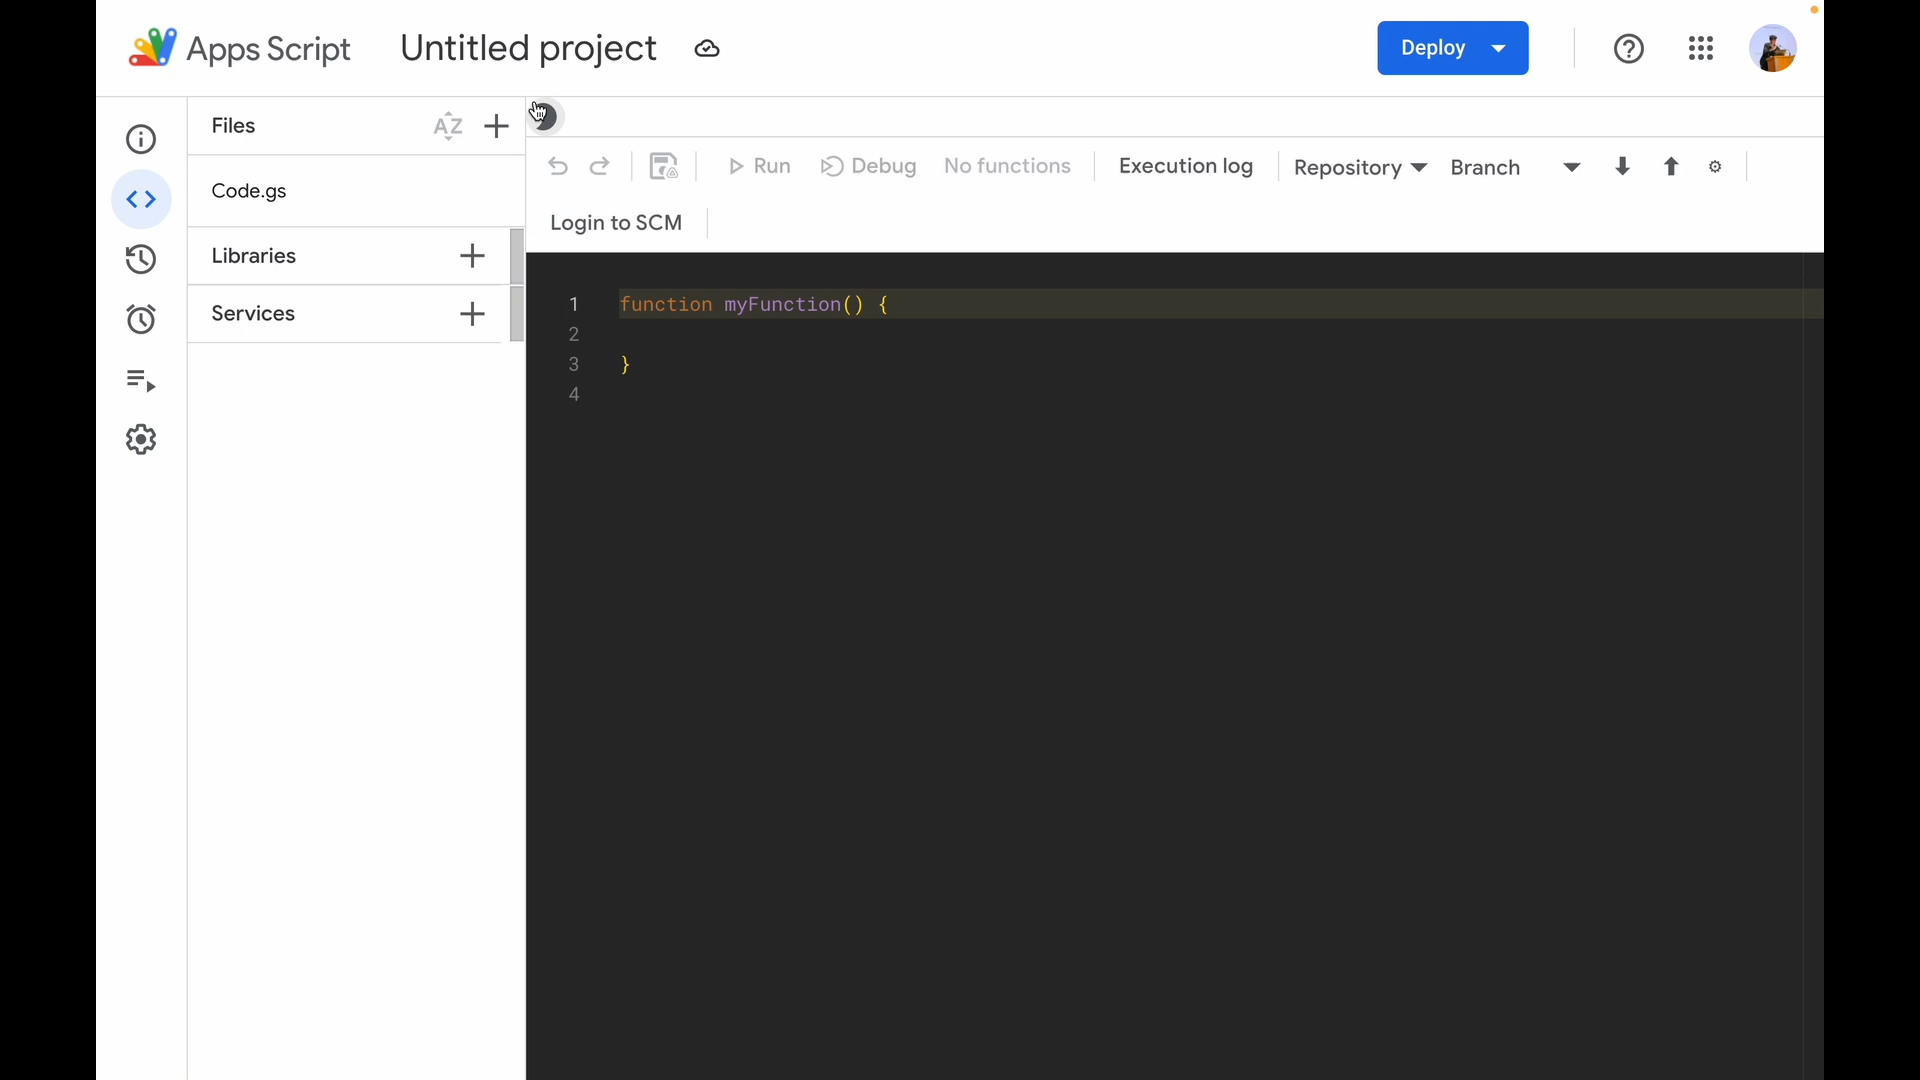 Apps Script Untitled project Deploy
Files AZ
Run Debug No functions Execution log Repository Branch
Code.gs
Login to SCM
Libraries
Services
1 function myFunction() {
2
3 }
4